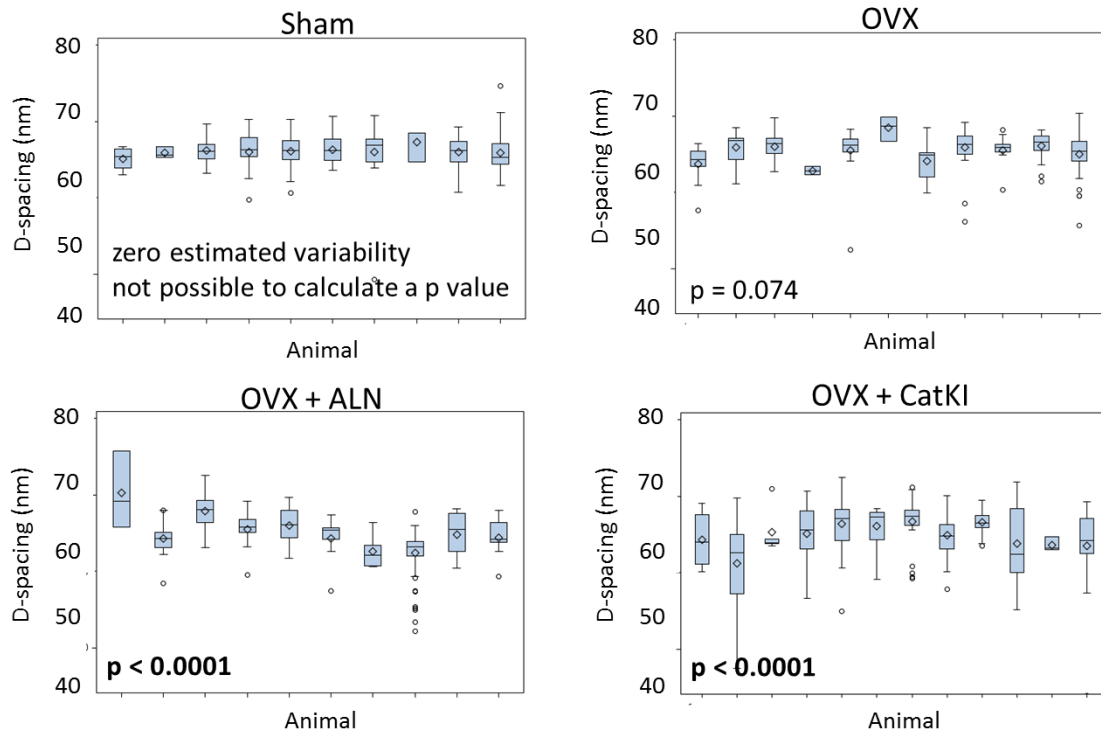 Sham
80
70
60
50
40
D-spacing (nm)
zero estimated variability
not possible to calculate a p value
Animal
OVX
80
70
60
50
40
D-spacing (nm)
p = 0.074
Animal
OVX + ALN
80
70
60
50
40
D-spacing (nm)
p < 0.0001
Animal
OVX + CatKI
80
70
60
50
40
D-spacing (nm)
p < 0.0001
Animal